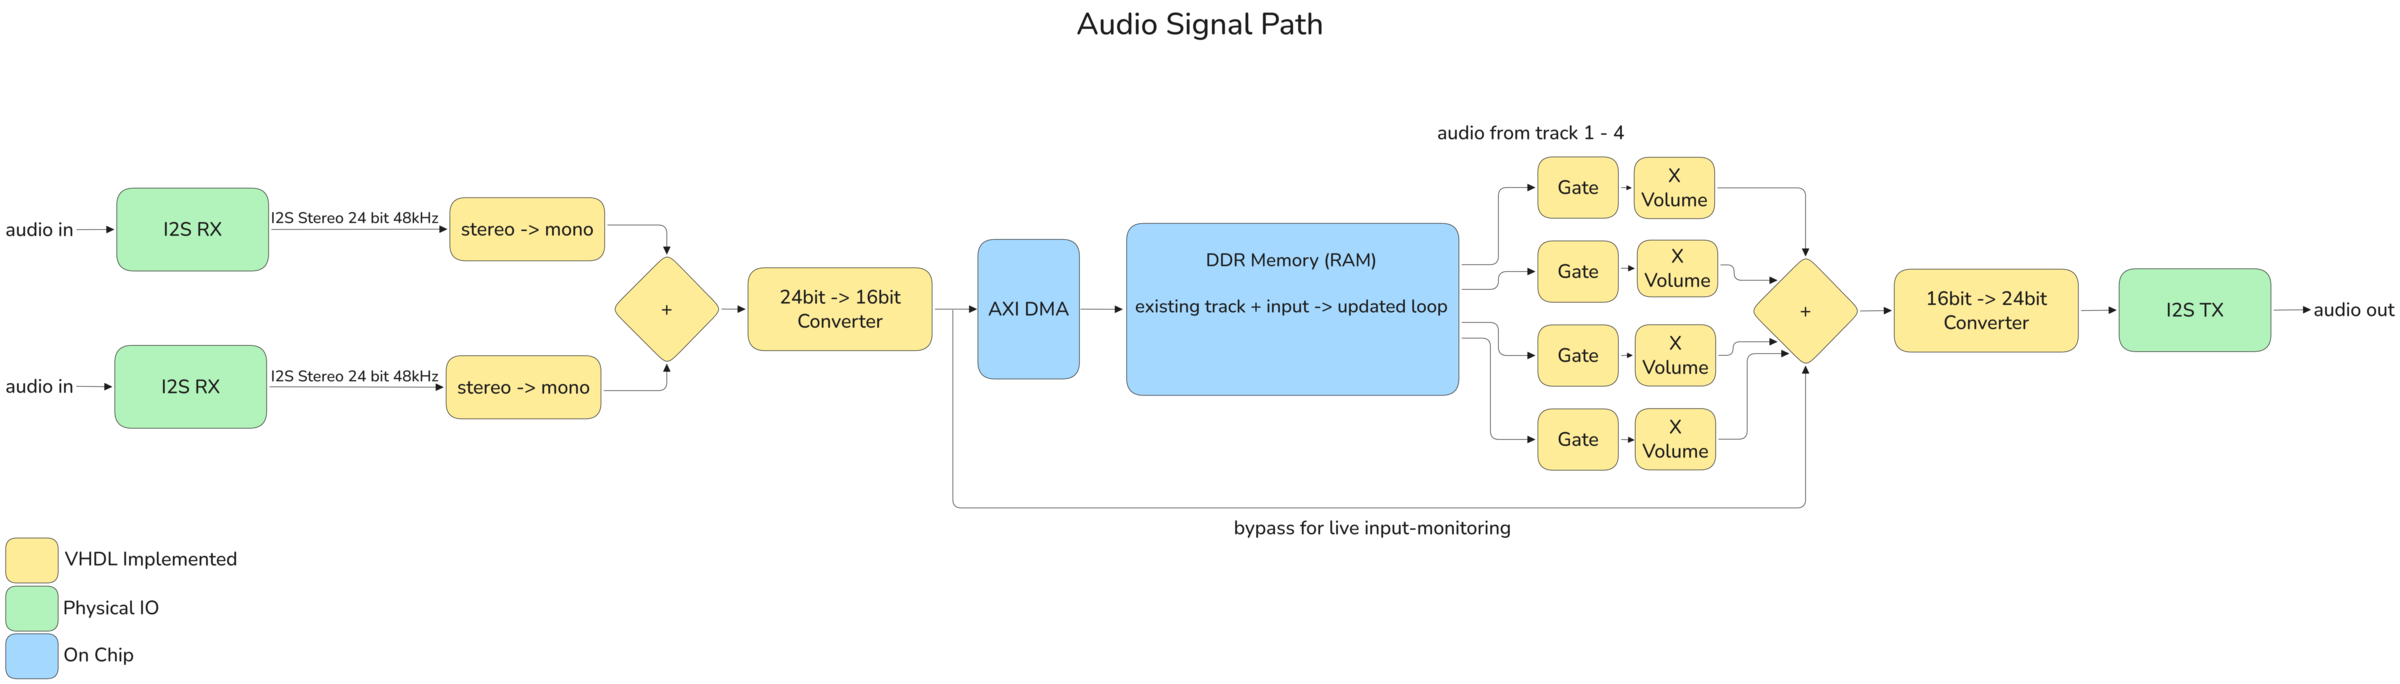 Audio Signal Path
audio from track 1 - 4
audio in
I2S RX
I2S Stereo 24 bit 48kHz
stereo -> mono
audio in
I2S RX
I2S Stereo 24 bit 48kHz
stereo -> mono
+
24bit -> 16bit
Converter
AXI DMA
DDR Memory (RAM)
existing track + input -> updated loop
Gate
X
Volume
Gate
X
Volume
Gate
X
Volume
Gate
X
Volume
+
16bit -> 24bit
Converter
I2S TX
audio out
bypass for live input-monitoring
VHDL Implemented
Physical IO
On Chip